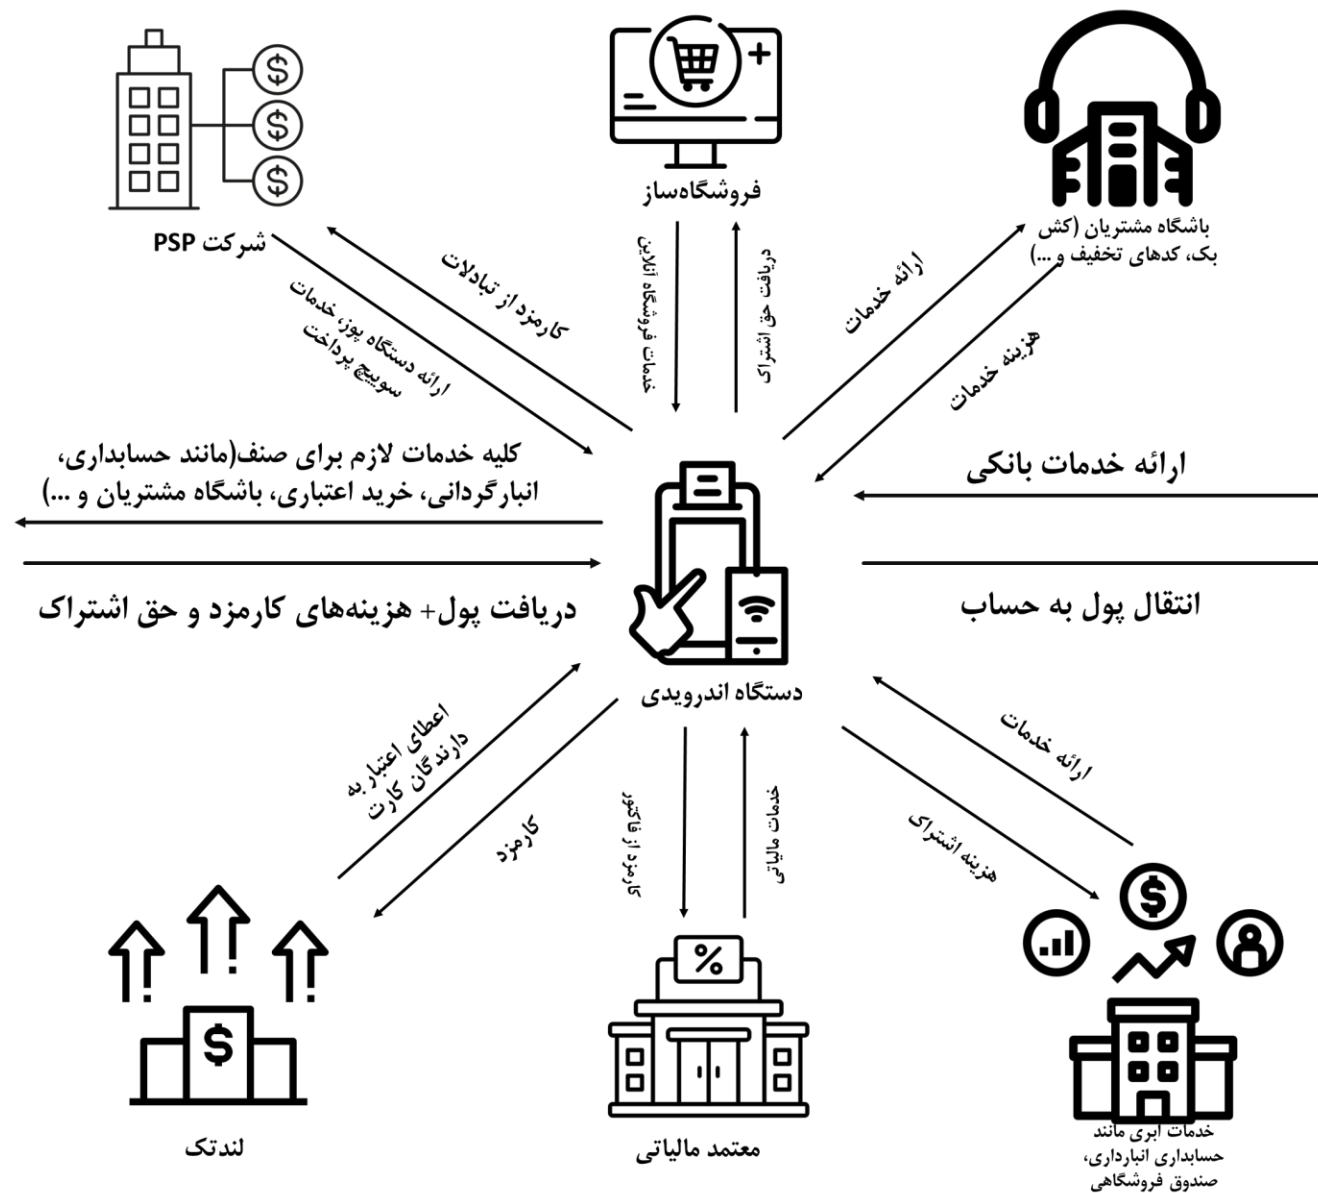 فروشگاه‌ساز
شرکت PSP
باشگاه مشتریان (کش
بک، کدهای تخفیف و ...)
کارمزد از تبادلات
ارائه دستگاه پوز، خدمات
سوییچ پرداخت
خدمات فروشگاه آنلاین
دریافت حق اشتراک
ارائه خدمات
هزینه خدمات
ارائه خدمات بانکی
کلیه خدمات لازم برای صنف(مانند حسابداری،
انبارگردانی، خرید اعتباری، باشگاه مشتریان و ...)
انتقال پول به حساب
دریافت پول+ هزینه‌های کارمزد و حق اشتراک
دستگاه اندرویدی
اعطای اعتبار به
دارندگان کارت
کارمزد
کارمزد از فاکتور
خدمات مالیاتی
ارائه خدمات
هزینه اشتراک
$
$
$
%
$
$
لندتک
معتمد مالیاتی
خدمات ابری مانند
حسابداری انبارداری،
صندوق فروشگاهی